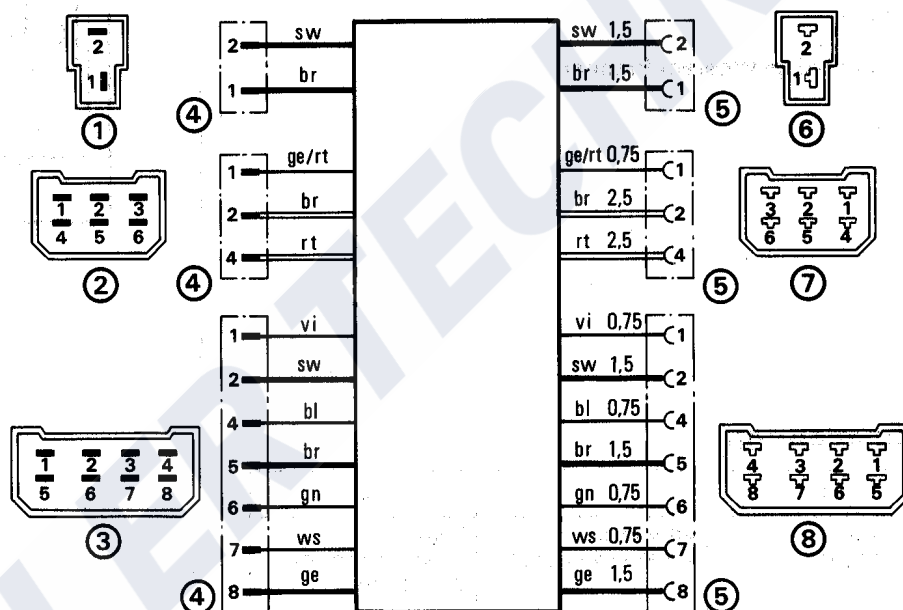 2 sw sw 1,5 2
1 br br 1,5 1
2
1
①
④
⑤
2
1
⑥
1 ge/rt ge/rt 0,75 1
2 br br 2,5 2
4 rt rt 2,5 4
1 2 3
4 5 6
②
④
⑤
3 2 1
6 5 4
⑦
1 vi vi 0,75 1
2 sw sw 1,5 2
4 bl bl 0,75 4
5 br br 1,5 5
6 gn gn 0,75 6
7 ws ws 0,75 7
8 ge ge 1,5 8
1 2 3 4
5 6 7 8
③
④
⑤
4 3 2 1
8 7 6 5
⑧
LER TECHN